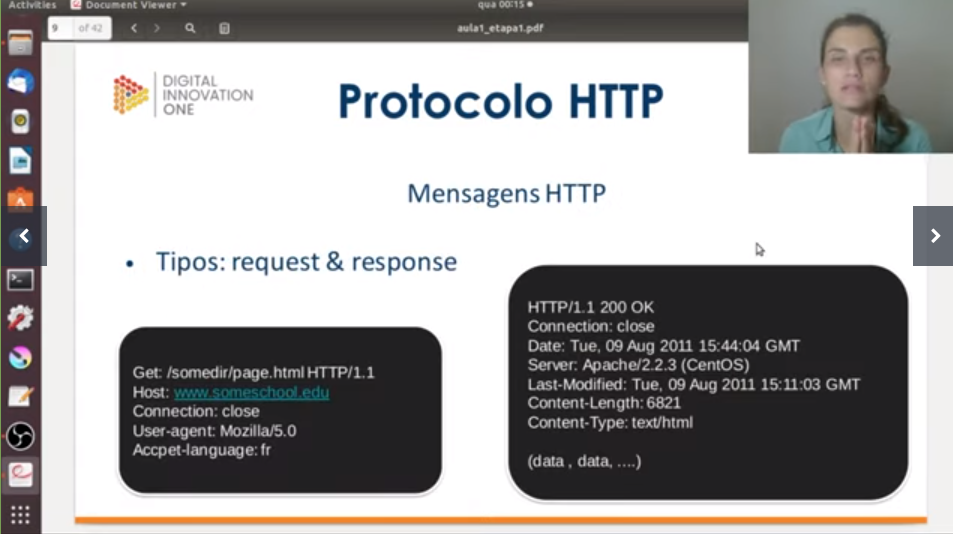 Activities
Document Viewer
qua 00:15
9
of 42
aula1_etapa1.pdf
DIGITAL
INNOVATION
ONE
Protocolo HTTP
Mensagens HTTP
• Tipos: request & response
Get: /somedir/page.html HTTP/1.1
Host: www.someschool.edu
Connection: close
User-agent: Mozilla/5.0
Accpet-language: fr
HTTP/1.1 200 OK
Connection: close
Date: Tue, 09 Aug 2011 15:44:04 GMT
Server: Apache/2.2.3 (CentOS)
Last-Modified: Tue, 09 Aug 2011 15:11:03 GMT
Content-Length: 6821
Content-Type: text/html
(data , data, ....)